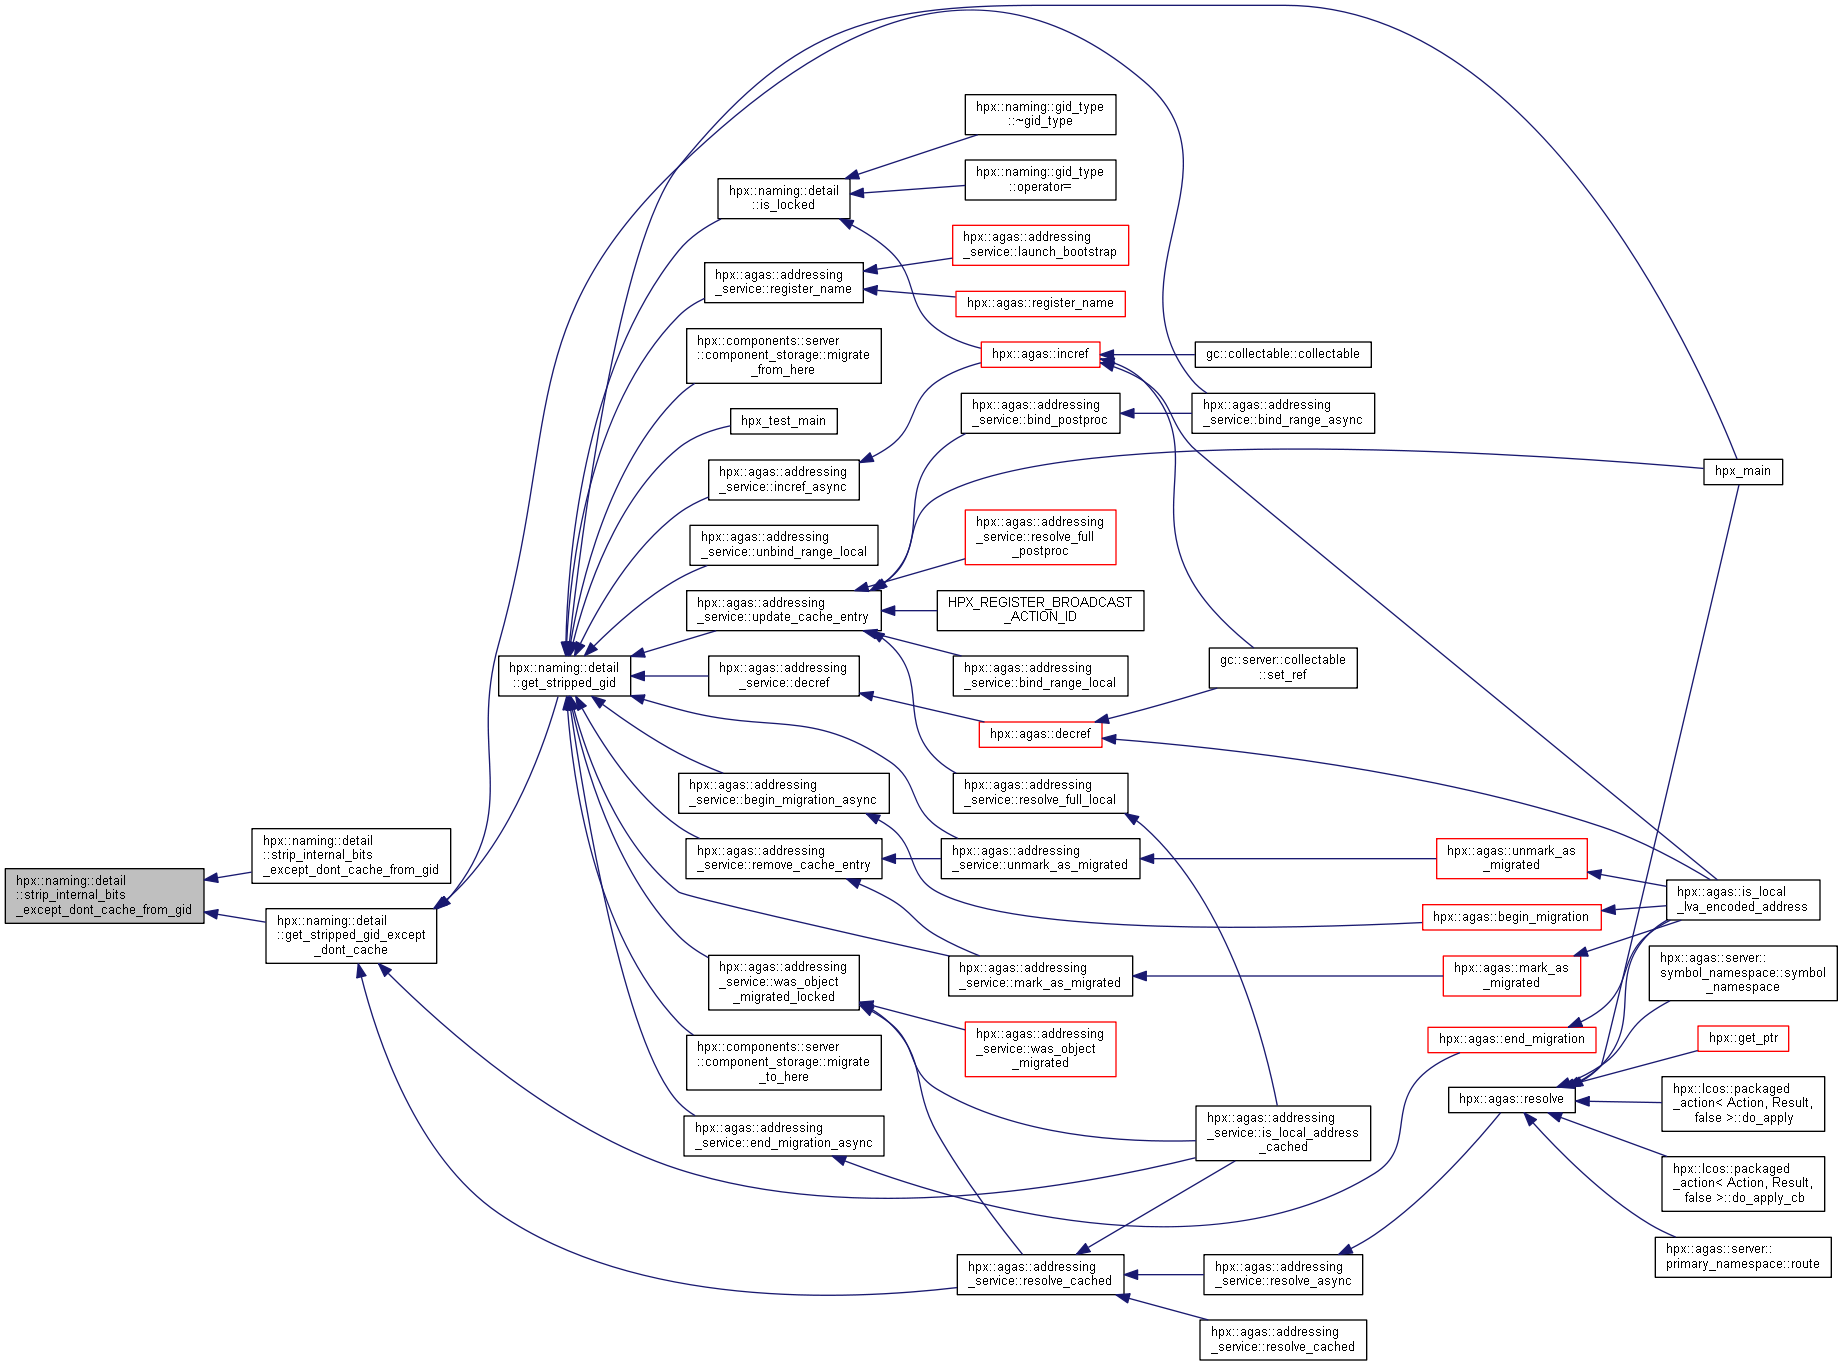 hpx::naming::detail
::strip_internal_bits
_except_dont_cache_from_gid
hpx::naming::detail
::strip_internal_bits
_except_dont_cache_from_gid
hpx::naming::detail
::get_stripped_gid_except
_dont_cache
hpx::naming::detail
::get_stripped_gid
hpx::naming::detail
::is_locked
hpx::agas::addressing
_service::register_name
hpx::components::server
::component_storage::migrate
_from_here
hpx_test_main
hpx::agas::addressing
_service::incref_async
hpx::agas::addressing
_service::unbind_range_local
hpx::agas::addressing
_service::update_cache_entry
hpx::agas::addressing
_service::decref
hpx::agas::addressing
_service::begin_migration_async
hpx::agas::addressing
_service::remove_cache_entry
hpx::agas::addressing
_service::was_object
_migrated_locked
hpx::components::server
::component_storage::migrate
_to_here
hpx::agas::addressing
_service::end_migration_async
hpx::naming::gid_type
::~gid_type
hpx::naming::gid_type
::operator=
hpx::agas::addressing
_service::launch_bootstrap
hpx::agas::register_name
hpx::agas::incref
hpx::agas::addressing
_service::bind_postproc
hpx::agas::addressing
_service::resolve_full
_postproc
HPX_REGISTER_BROADCAST
_ACTION_ID
hpx::agas::addressing
_service::bind_range_local
hpx::agas::decref
hpx::agas::addressing
_service::resolve_full_local
hpx::agas::addressing
_service::unmark_as_migrated
hpx::agas::addressing
_service::mark_as_migrated
hpx::agas::addressing
_service::was_object
_migrated
hpx::agas::addressing
_service::resolve_cached
gc::collectable::collectable
hpx::agas::addressing
_service::bind_range_async
gc::server::collectable
::set_ref
hpx::agas::addressing
_service::is_local_address
_cached
hpx::agas::addressing
_service::resolve_async
hpx::agas::addressing
_service::resolve_cached
hpx::agas::unmark_as
_migrated
hpx::agas::begin_migration
hpx::agas::mark_as
_migrated
hpx::agas::end_migration
hpx::agas::resolve
hpx_main
hpx::agas::is_local
_lva_encoded_address
hpx::agas::server::
symbol_namespace::symbol
_namespace
hpx::get_ptr
hpx::lcos::packaged
_action< Action, Result,
false >::do_apply
hpx::lcos::packaged
_action< Action, Result,
false >::do_apply_cb
hpx::agas::server::
primary_namespace::route